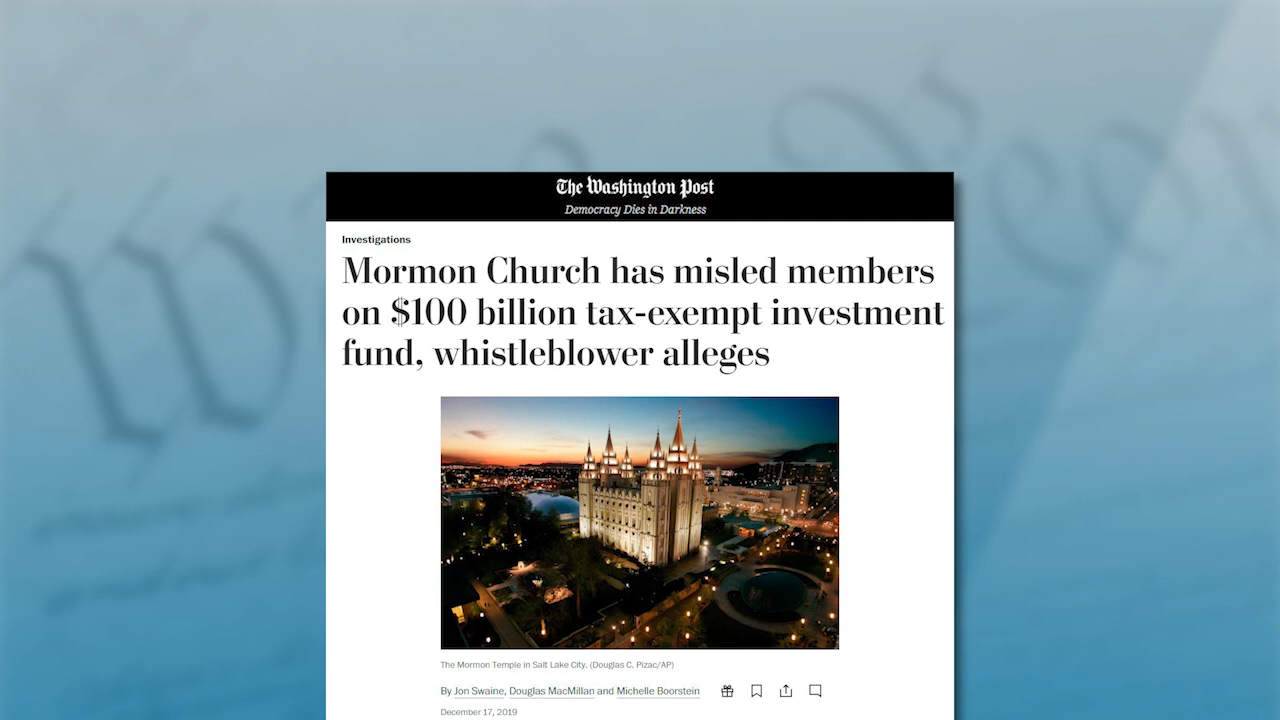 The Washington Post
Democracy Dies in Darkness
Investigations
Mormon Church has misled members
on $100 billion tax-exempt investment
fund, whistleblower alleges
The Mormon Temple in Salt Lake City. (Douglas C. Pizac/AP)
By Jon Swaine, Douglas MacMillan and Michelle Boorstein
December 17, 2019